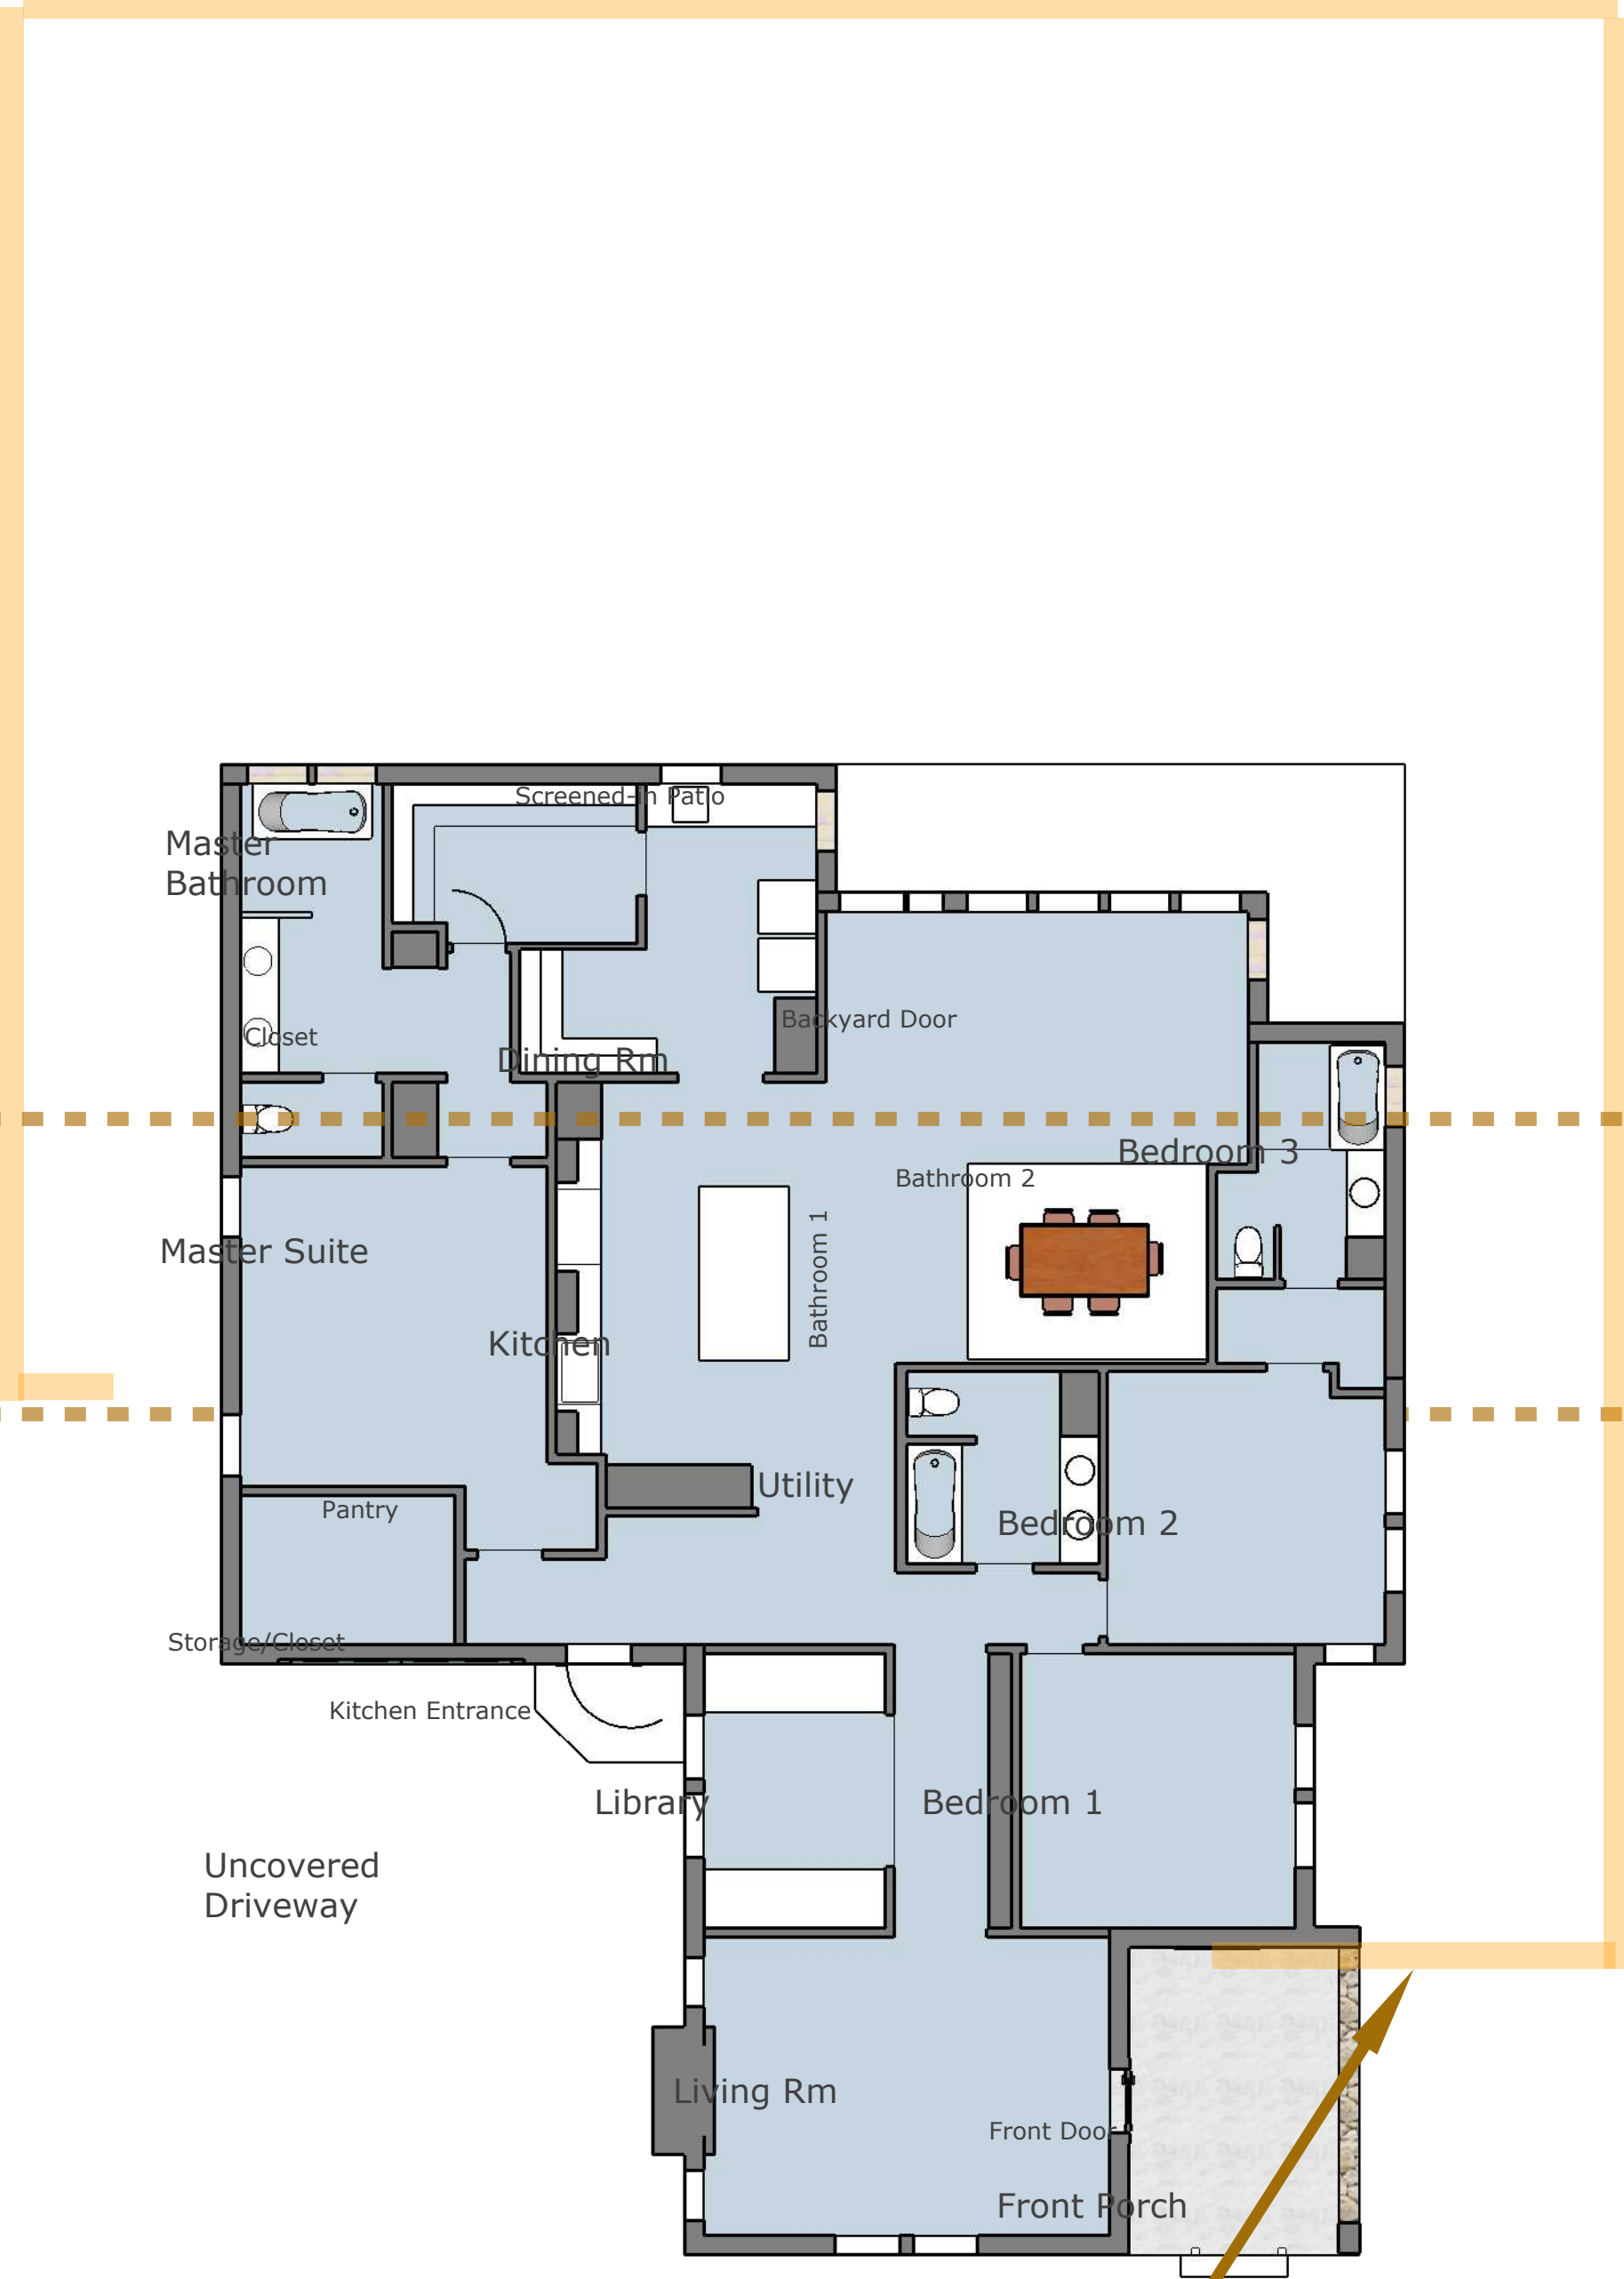 Screened-in Patio
Master
Bathroom
Backyard Door
Closet
Dining Rm
Bedroom 3
Bathroom 2
Bathroom 1
Master Suite
Kitchen
Utility
Pantry
Bedroom 2
Storage/Closet
Kitchen Entrance
Library
Bedroom 1
Uncovered
Driveway
Living Rm
Front Door
Front Porch